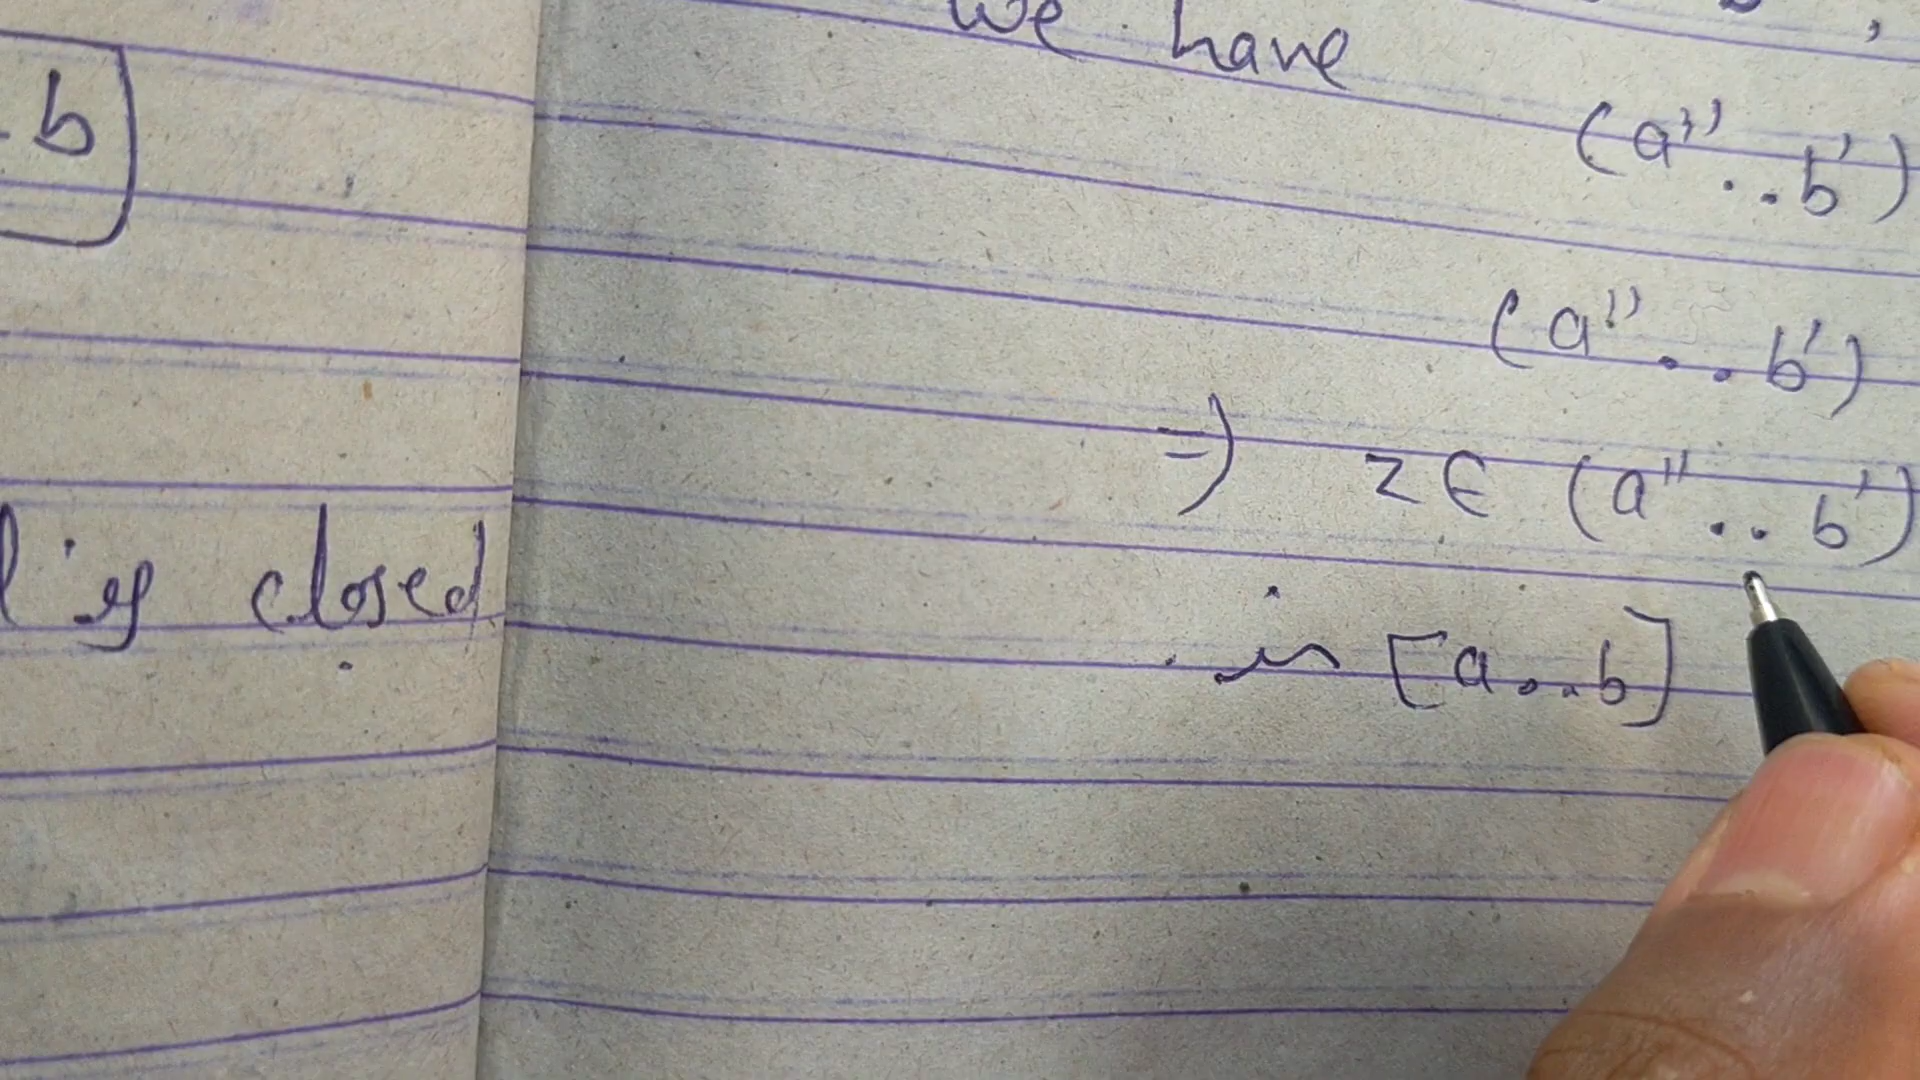 . b
is closed
we have
(a'' .. b')
(a'' .. b')
=) z ∈ (a'' .. b')
in [a .. b]